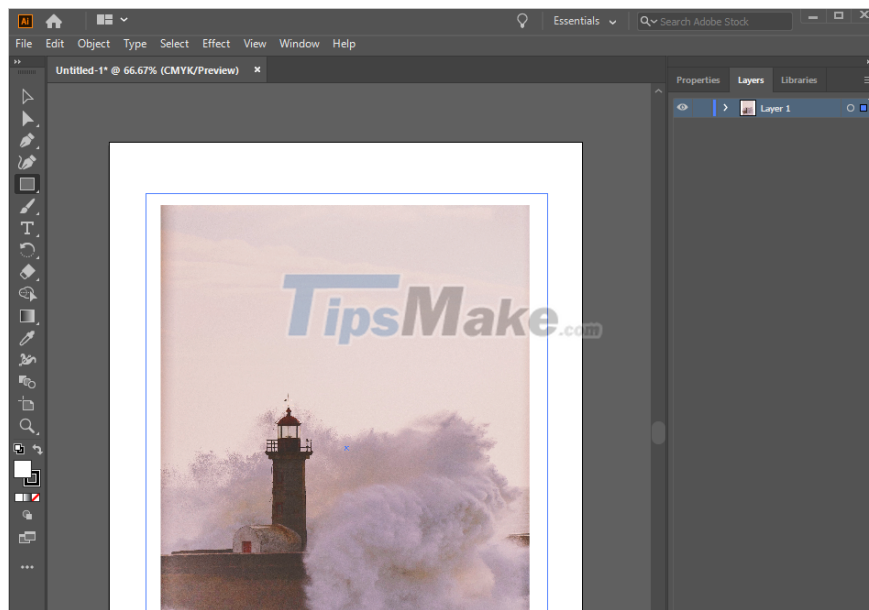 Ai
Essentials
Search Adobe Stock
File Edit Object Type Select Effect View Window Help
Untitled-1* @ 66.67% (CMYK/Preview) ×
Properties Layers Libraries
Layer 1
TipsMake.com